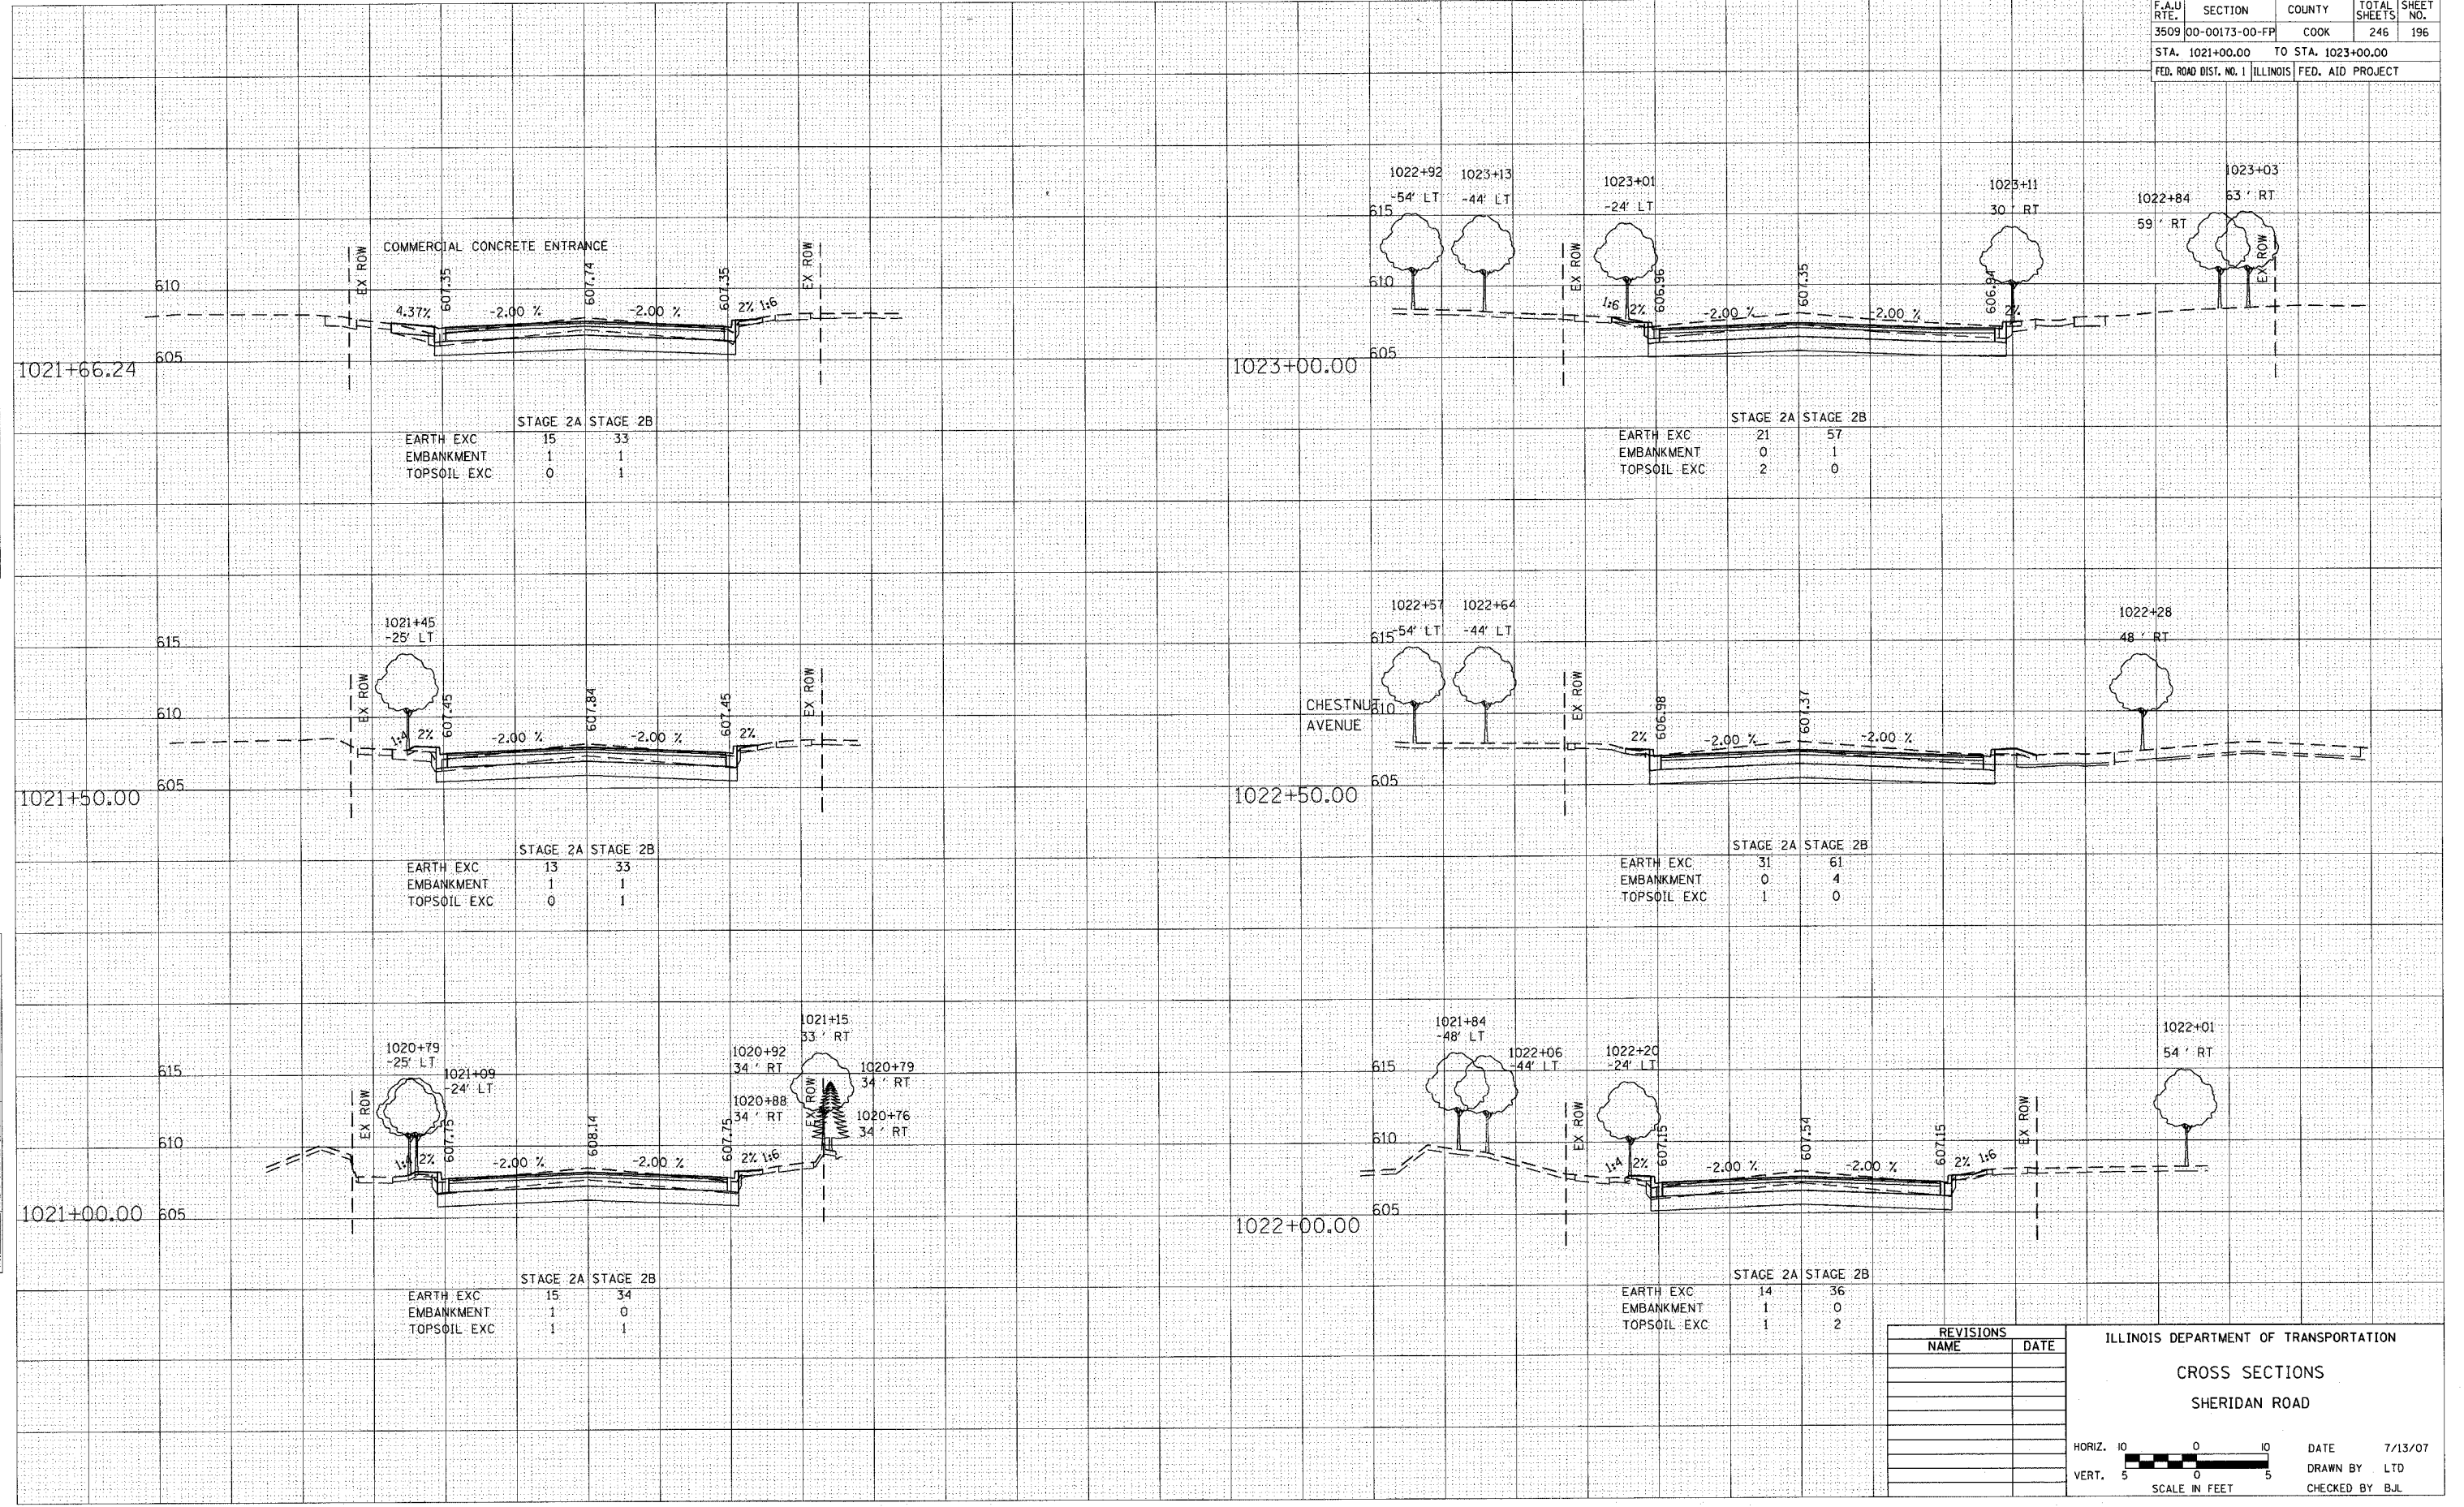 F.A.U RTE. SECTION COUNTY TOTAL SHEETS SHEET NO.
3509 00-00173-00-FP COOK 246 196
STA. 1021+00.00 TO STA. 1023+00.00
FED. ROAD DIST. NO. 1 ILLINOIS FED. AID PROJECT
COMMERCIAL CONCRETE ENTRANCE
EX ROW
607.35
607.74
607.35
EX ROW
610
4.37%
-2.00 %
-2.00 %
2% 1:6
605
1021+66.24
STAGE 2A STAGE 2B
EARTH EXC 15 33
EMBANKMENT 1 1
TOPSOIL EXC 0 1
1022+92
-54' LT
1023+13
-44' LT
1023+01
-24' LT
1023+11
30 ' RT
1022+84
59 ' RT
1023+03
63 ' RT
615
EX ROW
606.96
607.35
606.94
EX ROW
610
1:6 2%
-2.00 %
-2.00 %
2%
605
1023+00.00
STAGE 2A STAGE 2B
EARTH EXC 21 57
EMBANKMENT 0 1
TOPSOIL EXC 2 0
1021+45
-25' LT
615
EX ROW
607.45
607.84
607.45
EX ROW
610
1:4 2%
-2.00 %
-2.00 %
2%
605
1021+50.00
STAGE 2A STAGE 2B
EARTH EXC 13 33
EMBANKMENT 1 1
TOPSOIL EXC 0 1
1022+57
-54' LT
1022+64
-44' LT
1022+28
48 ' RT
615
CHESTNUT
AVENUE
610
EX ROW
606.98
607.37
2%
-2.00 %
-2.00 %
605
1022+50.00
STAGE 2A STAGE 2B
EARTH EXC 31 61
EMBANKMENT 0 4
TOPSOIL EXC 1 0
1020+79
-25' LT
1021+09
-24' LT
1021+15
33 ' RT
1020+92
34 ' RT
1020+79
34 ' RT
1020+88
34 ' RT
1020+76
34 ' RT
615
EX ROW
607.75
608.14
607.75
EX ROW
610
1:4 2%
-2.00 %
-2.00 %
2% 1:6
1021+00.00
605
STAGE 2A STAGE 2B
EARTH EXC 15 34
EMBANKMENT 1 0
TOPSOIL EXC 1 1
1021+84
-48' LT
1022+06
-44' LT
1022+20
-24' LT
1022+01
54 ' RT
615
EX ROW
607.15
607.54
607.15
EX ROW
610
1:4 2%
-2.00 %
-2.00 %
2% 1:6
605
1022+00.00
STAGE 2A STAGE 2B
EARTH EXC 14 36
EMBANKMENT 1 0
TOPSOIL EXC 1 2
REVISIONS
NAME DATE
ILLINOIS DEPARTMENT OF TRANSPORTATION
CROSS SECTIONS
SHERIDAN ROAD
HORIZ. 10 0 10
VERT. 5 0 5
SCALE IN FEET
DATE 7/13/07
DRAWN BY LTD
CHECKED BY BJL